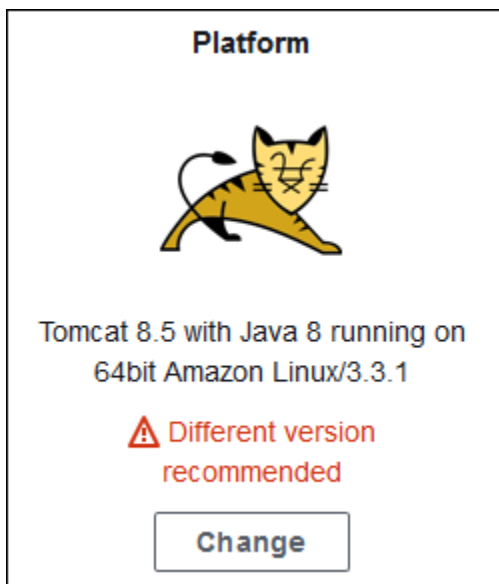 Platform
Tomcat 8.5 with Java 8 running on
64bit Amazon Linux/3.3.1
Different version
recommended
Change